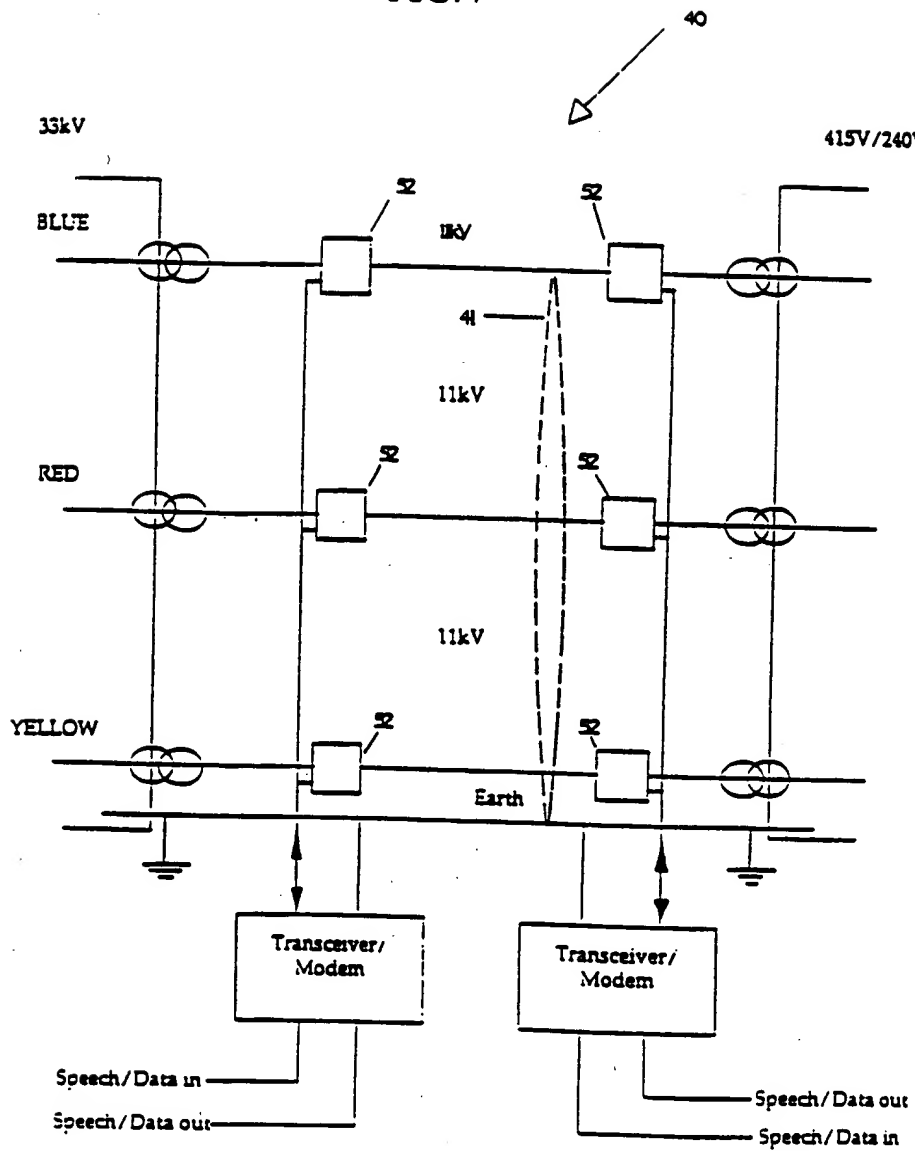 40
33kV
415V/240
52
52
BLUE
11kV
41
11kV
RED
52
52
11kV
YELLOW
52
52
Earth
Transceiver/
Modem
Transceiver/
Modem
Speech/Data in
Speech/Data out
Speech/Data out
Speech/Data in